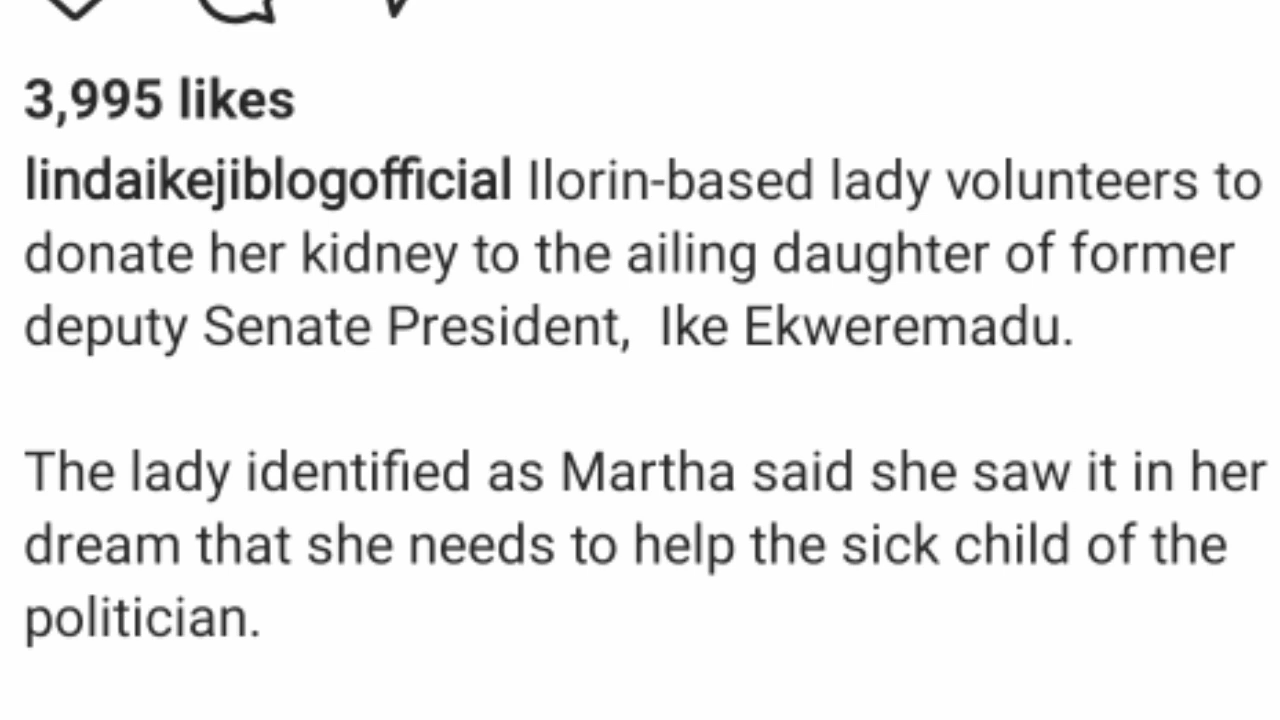 3,995 likes
lindaikejiblogofficial Ilorin-based lady volunteers to
donate her kidney to the ailing daughter of former
deputy Senate President,  Ike Ekweremadu.
The lady identified as Martha said she saw it in her
dream that she needs to help the sick child of the
politician.